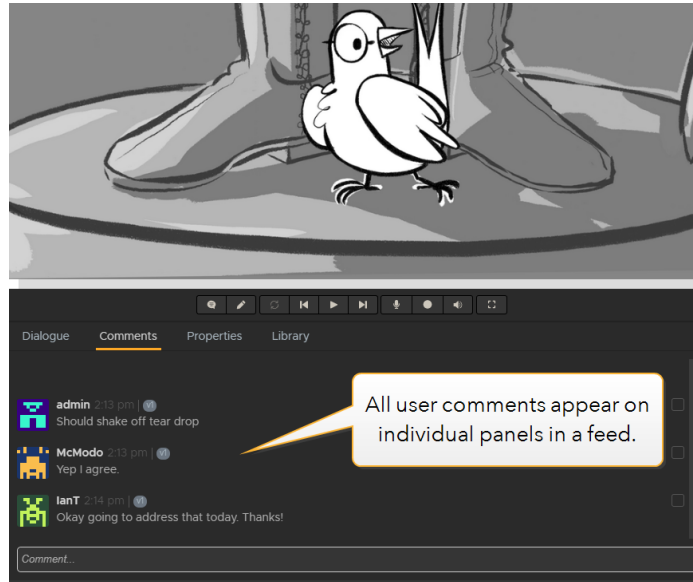 Dialogue Comments Properties Library
admin 2:13 pm | v1
Should shake off tear drop
All user comments appear on
individual panels in a feed.
McModo 2:13 pm | v1
Yep I agree.
IanT 2:14 pm | v1
Okay going to address that today. Thanks!
Comment...